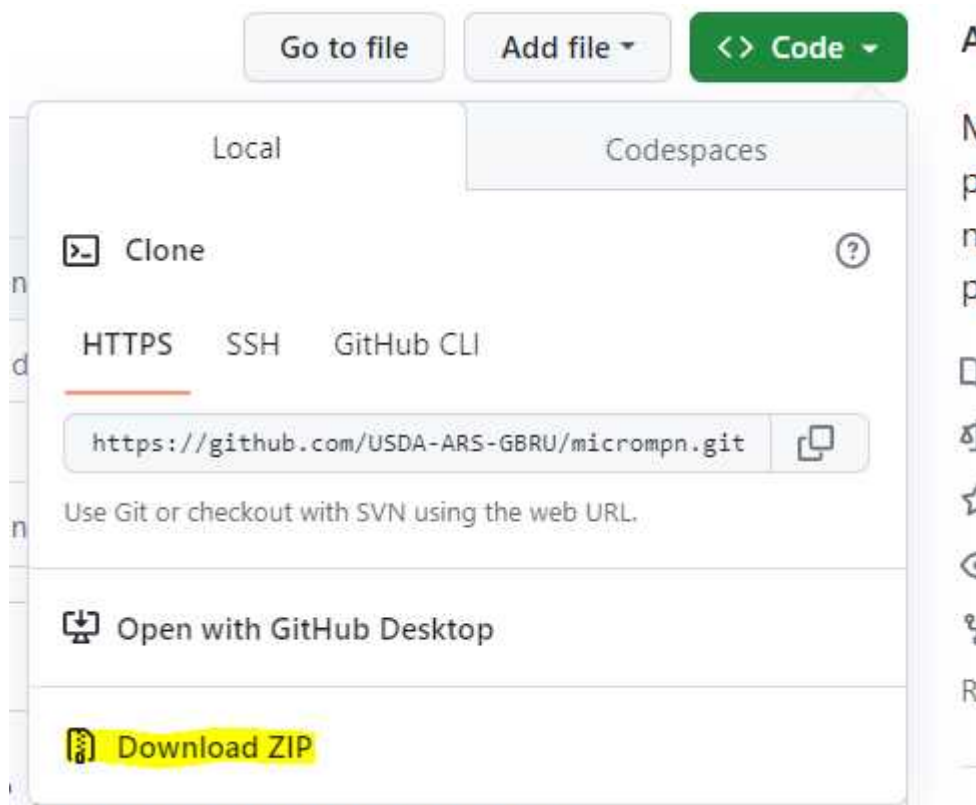 Go to file
Add file
Code
Local
Codespaces
Clone
HTTPS
SSH
GitHub CLI
https://github.com/USDA-ARS-GBRU/micrompn.git
Use Git or checkout with SVN using the web URL.
Open with GitHub Desktop
Download ZIP